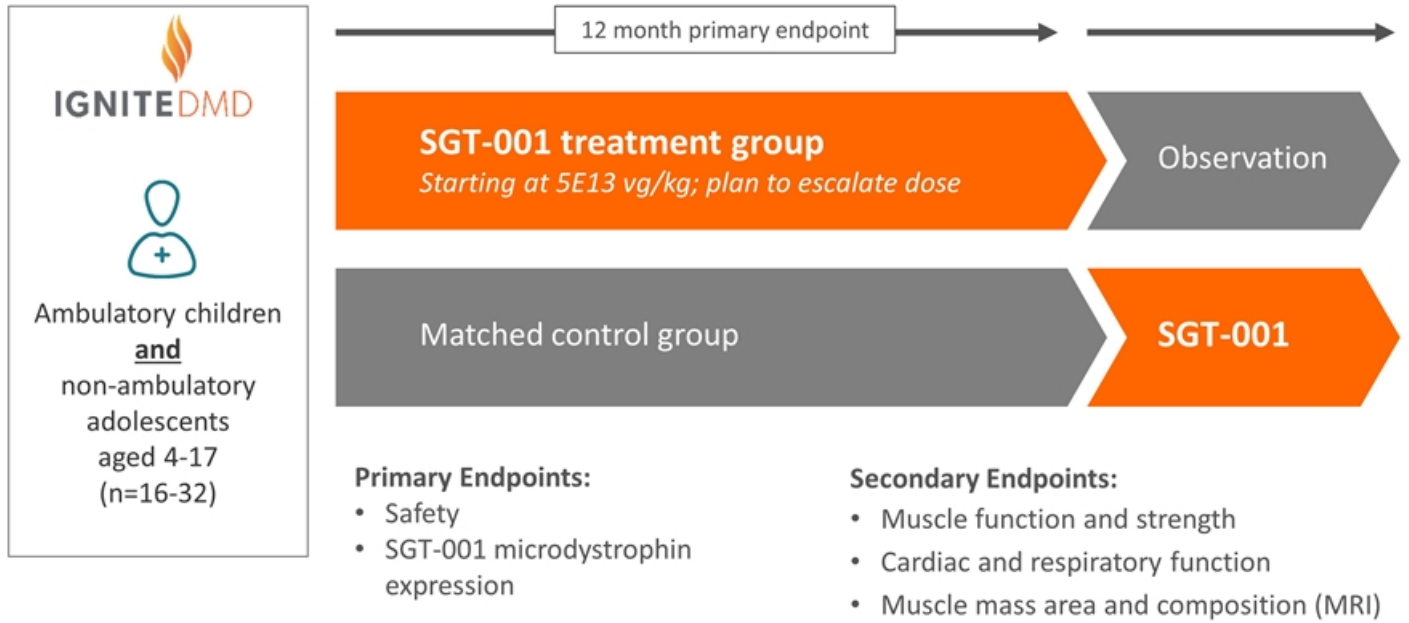 IGNITEDMD
Ambulatory children
and
non-ambulatory
adolescents
aged 4-17
(n=16-32)
12 month primary endpoint
SGT-001 treatment group
Starting at 5E13 vg/kg; plan to escalate dose
Observation
Matched control group
SGT-001
Primary Endpoints:
• Safety
• SGT-001 microdystrophin
expression
Secondary Endpoints:
• Muscle function and strength
• Cardiac and respiratory function
• Muscle mass area and composition (MRI)